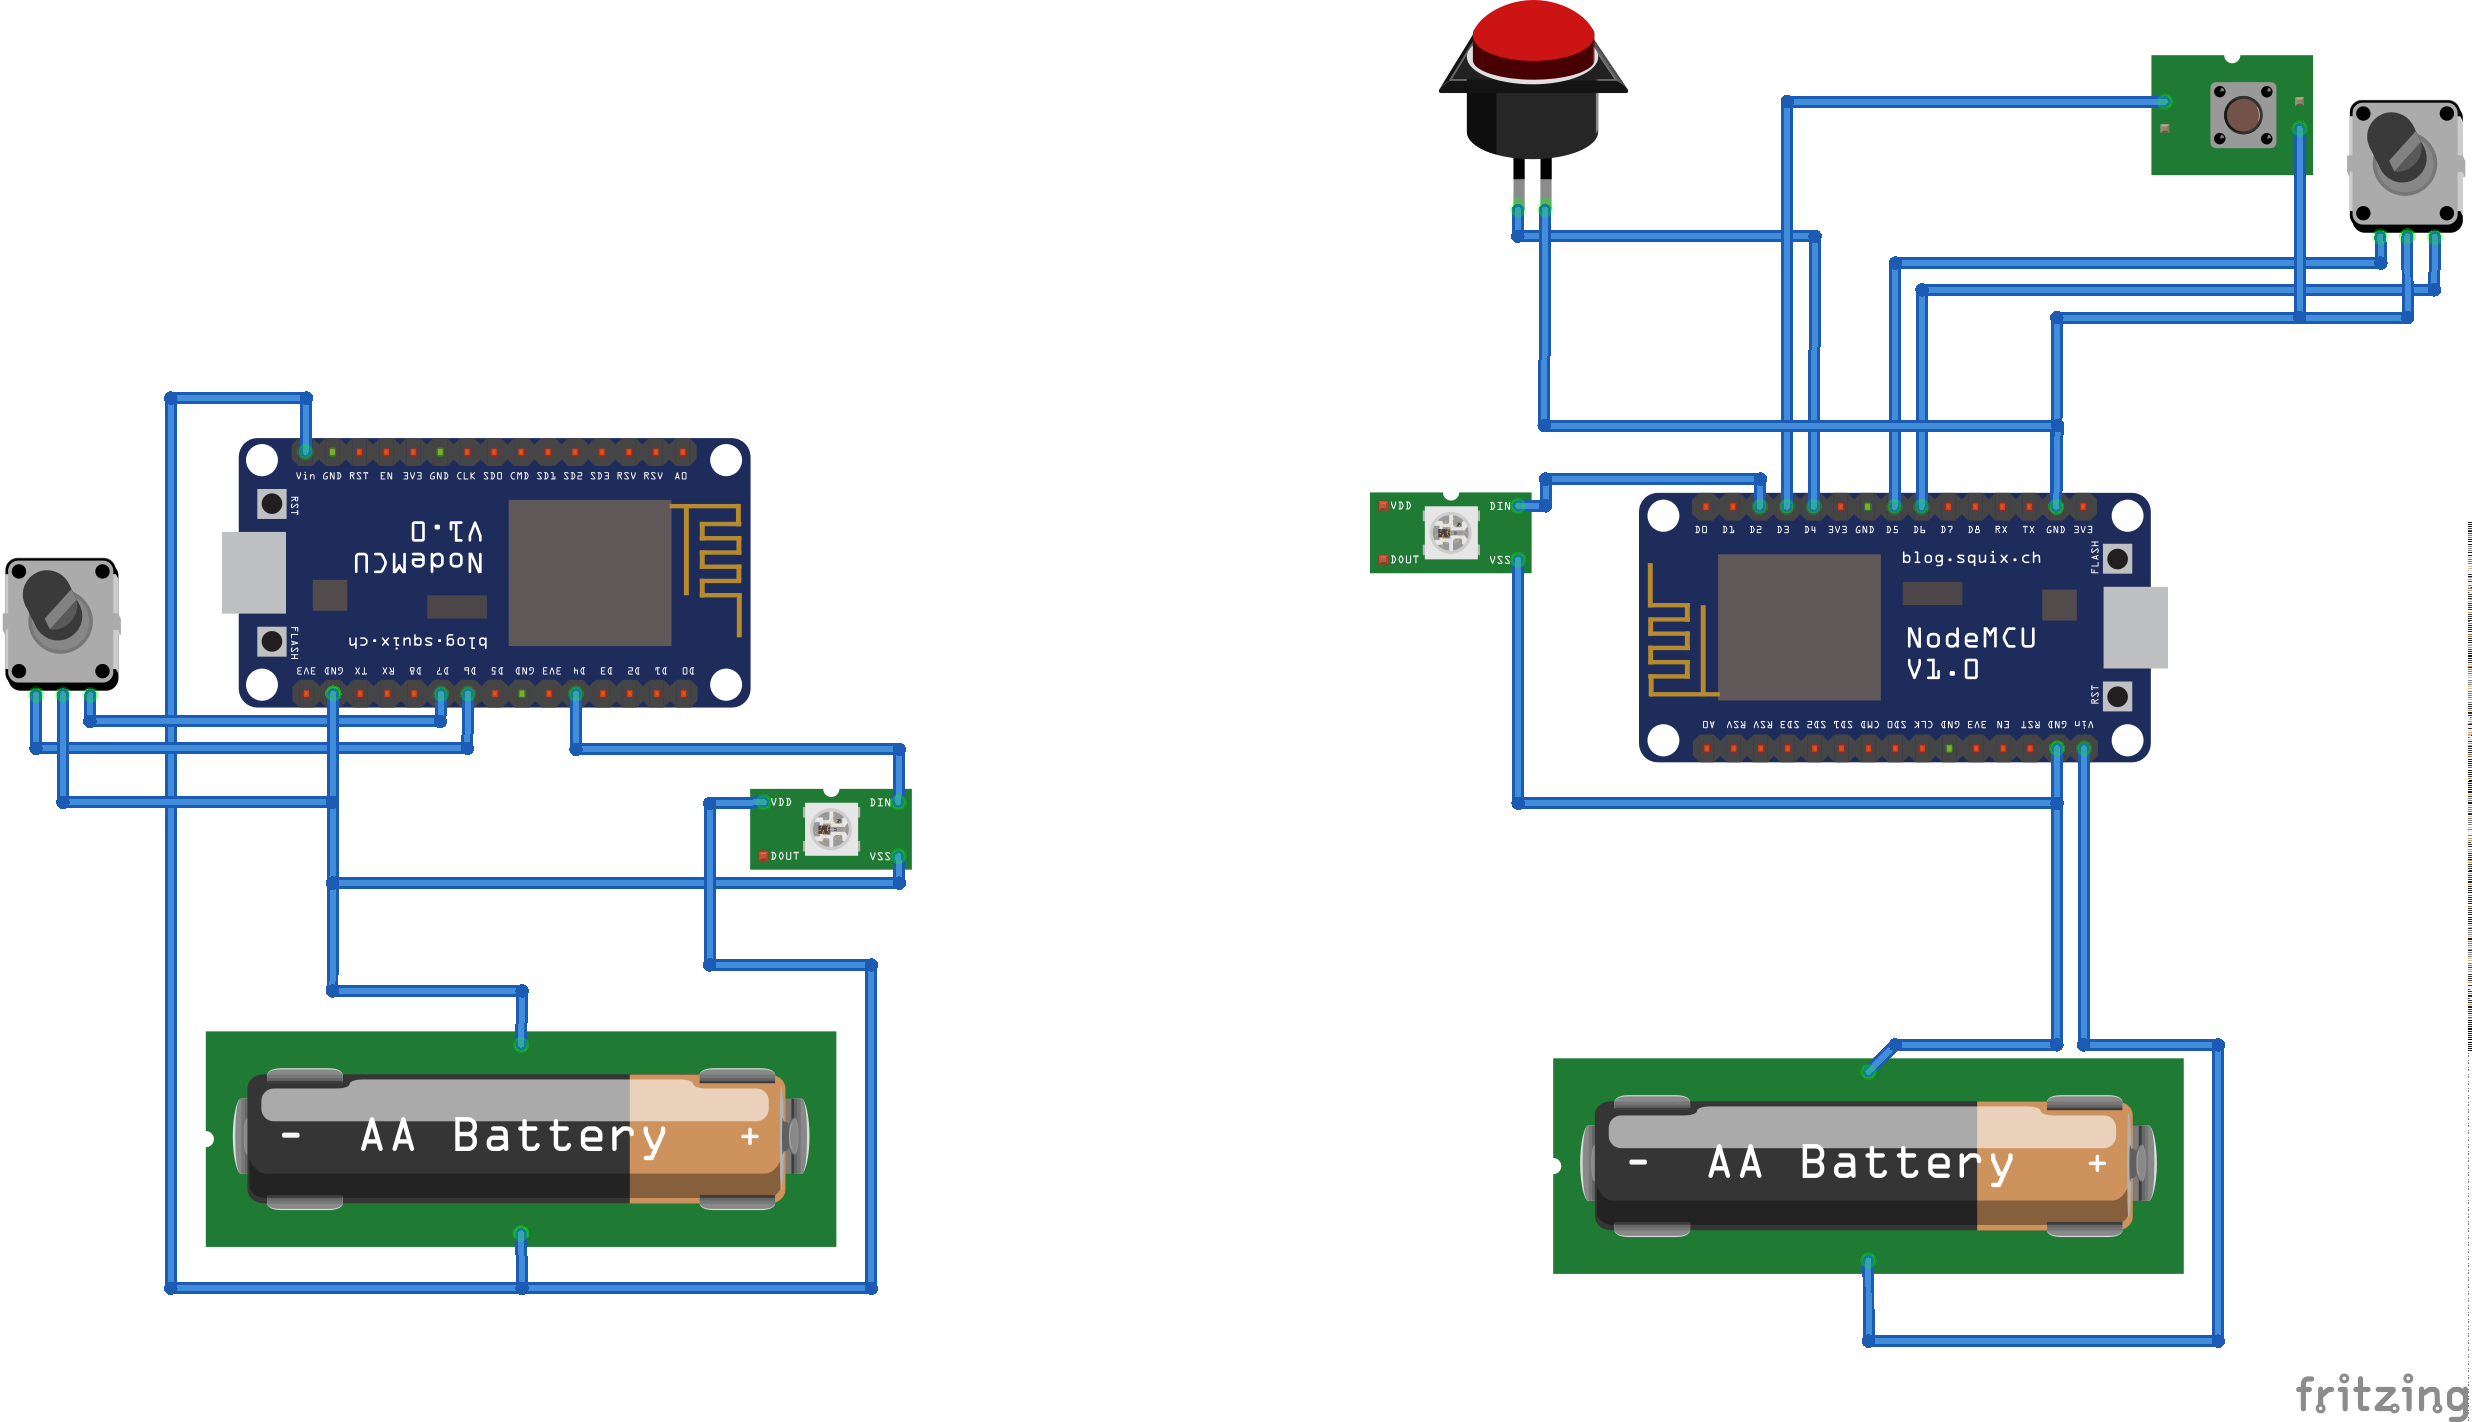 Vin GND RST EN 3V3 GND CLK SD0 CMD SD1 SD2 SD3 RSV RSV A0
RST
V1.0
NodeMCU
blog.squix.ch
FLASH
3V3 GND TX RX D8 D7 D6 D5 GND 3V3 D4 D3 D2 D1 D0
VDD DIN
DOUT VSS
- AA Battery +
VDD DIN
DOUT VSS
D0 D1 D2 D3 D4 3V3 GND D5 D6 D7 D8 RX TX GND 3V3
blog.squix.ch
FLASH
NodeMCU
V1.0
RST
A0 RSV RSV SD3 SD2 SD1 CMD SD0 CLK GND 3V3 EN RST GND Vin
- AA Battery +
fritzing